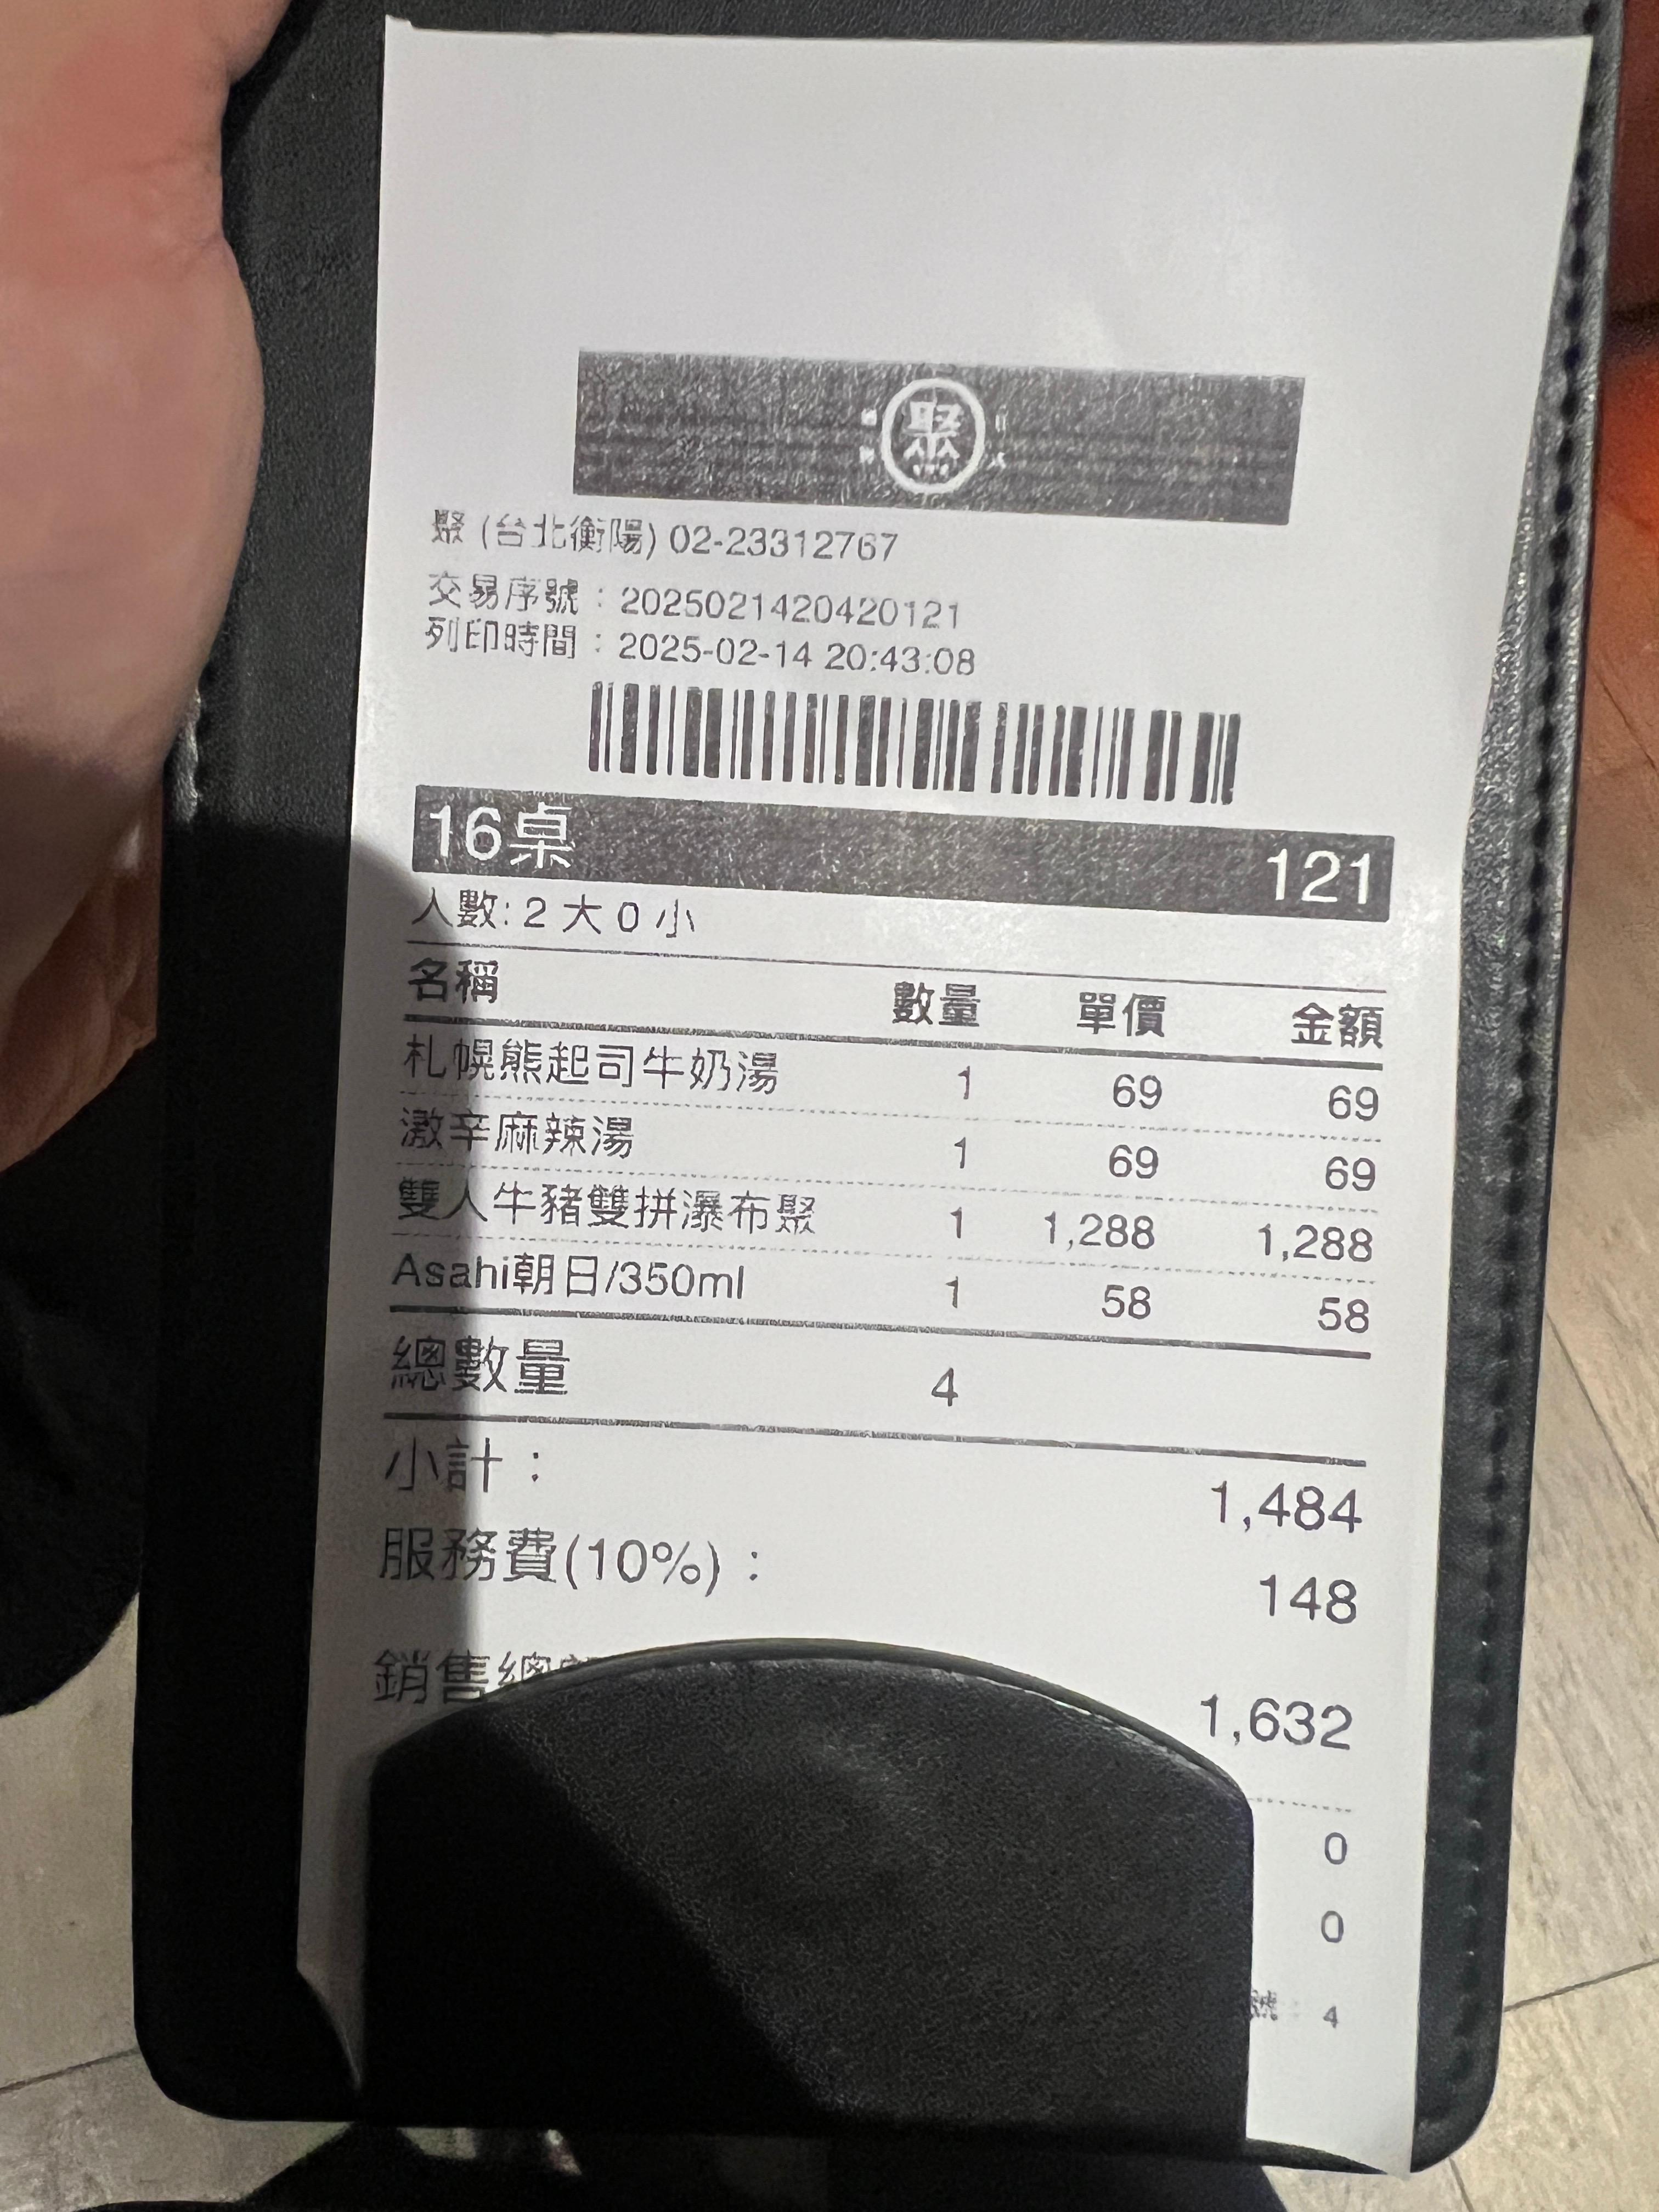 聚
聚 (台北衡陽) 02-23312767
交易序號：2025021420420121
列印時間：2025-02-14 20:43:08
16桌 121
人數: 2 大 0 小
名稱 數量 單價 金額
札幌熊起司牛奶湯 1 69 69
激辛麻辣湯 1 69 69
雙人牛豬雙拼瀑布聚 1 1,288 1,288
Asahi朝日/350ml 1 58 58
總數量 4
小計： 1,484
服務費(10%)： 148
銷售總 1,632
0
0
號：4